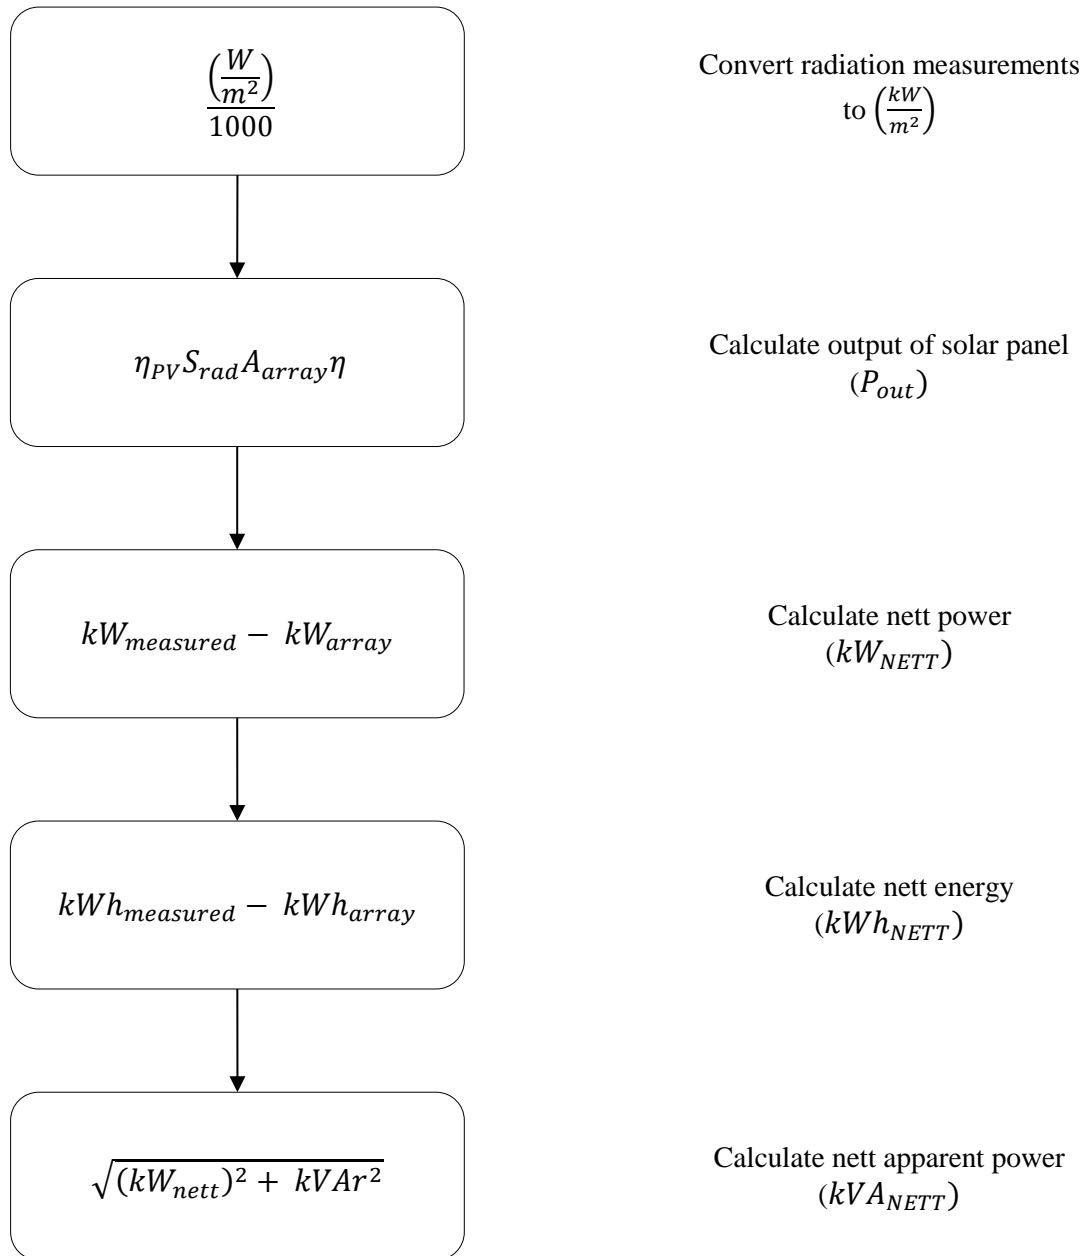 (W/m²)/1000
Convert radiation measurements
to (kW/m²)
η_PV S_rad A_array η
Calculate output of solar panel
(P_out)
kW_measured − kW_array
Calculate nett power
(kW_NETT)
kWh_measured − kWh_array
Calculate nett energy
(kWh_NETT)
√((kW_nett)² + kVAr²)
Calculate nett apparent power
(kVA_NETT)